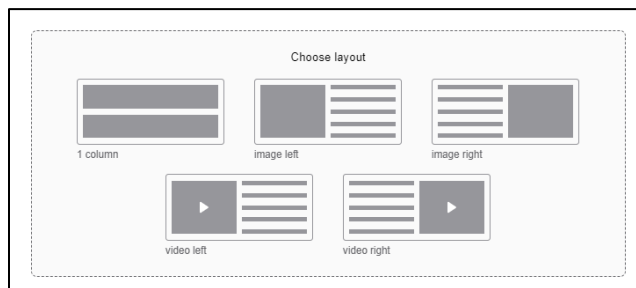 Choose layout
1 column
image left
image right
video left
video right